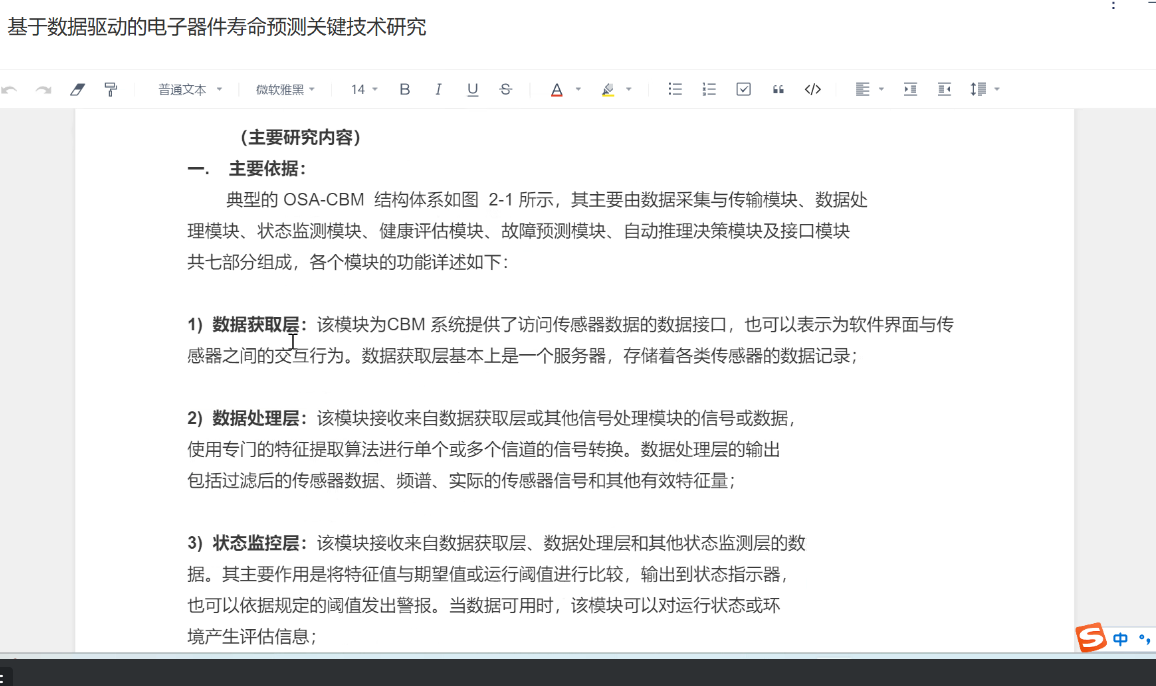 基于数据驱动的电子器件寿命预测关键技术研究
普通文本 微软雅黑 14 B I U S A
（主要研究内容）
一. 主要依据：
典型的 OSA-CBM 结构体系如图 2-1 所示，其主要由数据采集与传输模块、数据处
理模块、状态监测模块、健康评估模块、故障预测模块、自动推理决策模块及接口模块
共七部分组成，各个模块的功能详述如下：
1) 数据获取层：该模块为CBM 系统提供了访问传感器数据的数据接口，也可以表示为软件界面与传
感器之间的交互行为。数据获取层基本上是一个服务器，存储着各类传感器的数据记录；
2) 数据处理层：该模块接收来自数据获取层或其他信号处理模块的信号或数据，
使用专门的特征提取算法进行单个或多个信道的信号转换。数据处理层的输出
包括过滤后的传感器数据、频谱、实际的传感器信号和其他有效特征量；
3) 状态监控层：该模块接收来自数据获取层、数据处理层和其他状态监测层的数
据。其主要作用是将特征值与期望值或运行阈值进行比较，输出到状态指示器，
也可以依据规定的阈值发出警报。当数据可用时，该模块可以对运行状态或环
境产生评估信息；
S 中 °，